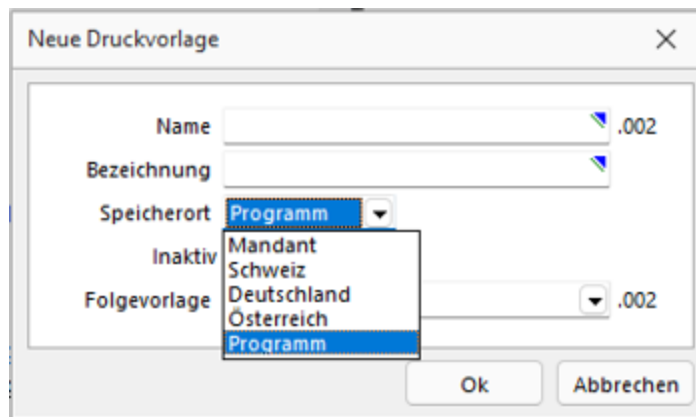 Neue Druckvorlage
Name .002
Bezeichnung
Speicherort Programm
Inaktiv
Mandant
Schweiz
Deutschland
Österreich
Programm
Folgevorlage .002
Ok Abbrechen